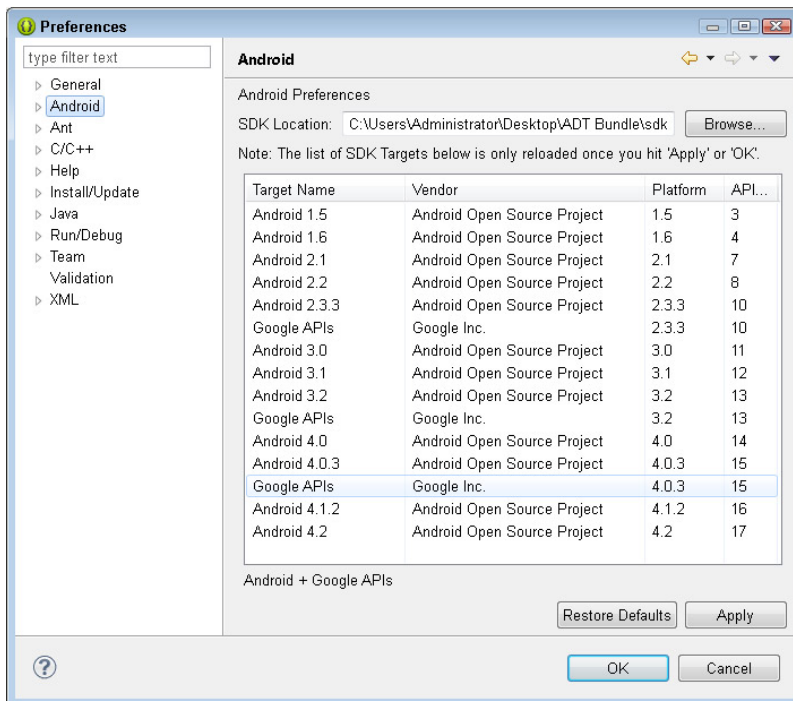 Preferences
type filter text
General
Android
Ant
C/C++
Help
Install/Update
Java
Run/Debug
Team
Validation
XML
Android
Android Preferences
SDK Location: C:\Users\Administrator\Desktop\ADT Bundle\sdk Browse...
Note: The list of SDK Targets below is only reloaded once you hit 'Apply' or 'OK'.
Target Name Vendor Platform API...
Android 1.5 Android Open Source Project 1.5 3
Android 1.6 Android Open Source Project 1.6 4
Android 2.1 Android Open Source Project 2.1 7
Android 2.2 Android Open Source Project 2.2 8
Android 2.3.3 Android Open Source Project 2.3.3 10
Google APIs Google Inc. 2.3.3 10
Android 3.0 Android Open Source Project 3.0 11
Android 3.1 Android Open Source Project 3.1 12
Android 3.2 Android Open Source Project 3.2 13
Google APIs Google Inc. 3.2 13
Android 4.0 Android Open Source Project 4.0 14
Android 4.0.3 Android Open Source Project 4.0.3 15
Google APIs Google Inc. 4.0.3 15
Android 4.1.2 Android Open Source Project 4.1.2 16
Android 4.2 Android Open Source Project 4.2 17
Android + Google APIs
Restore Defaults Apply
? OK Cancel